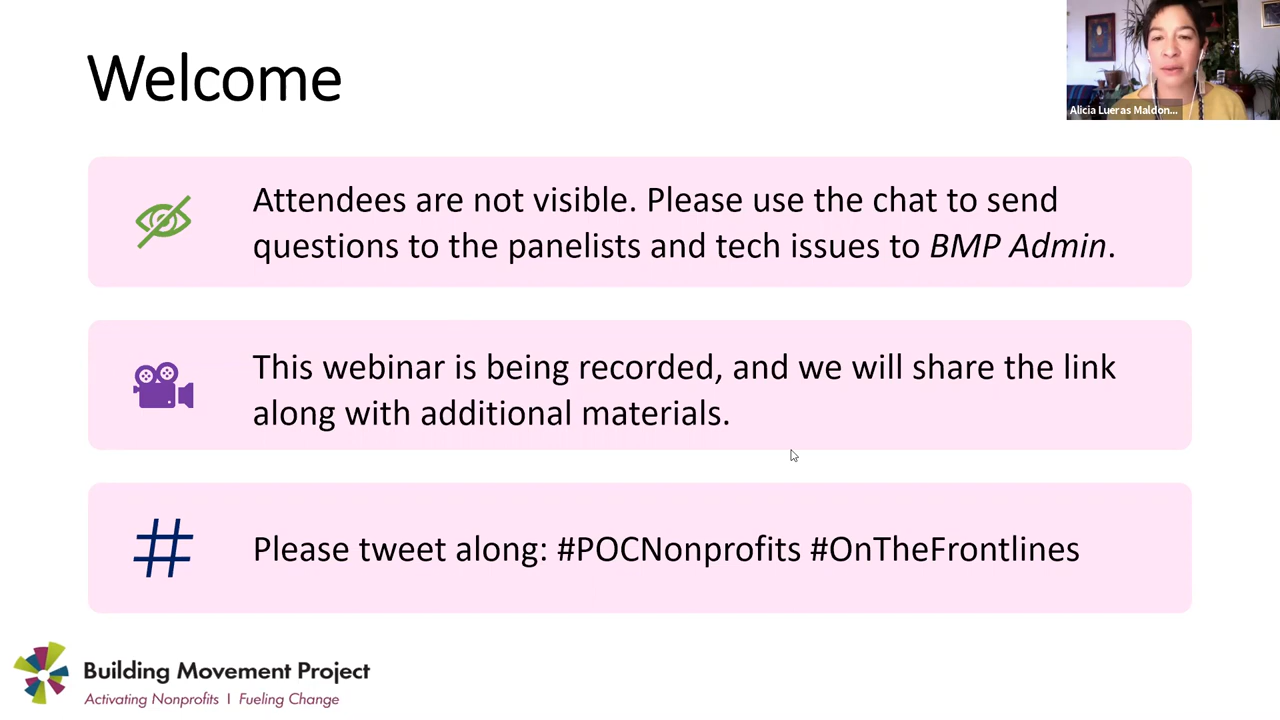 Welcome
Alicia Lueras Maldon...
Attendees are not visible. Please use the chat to send
questions to the panelists and tech issues to BMP Admin.
This webinar is being recorded, and we will share the link
along with additional materials.
#
Please tweet along: #POCNonprofits #OnTheFrontlines
Building Movement Project
Activating Nonprofits | Fueling Change